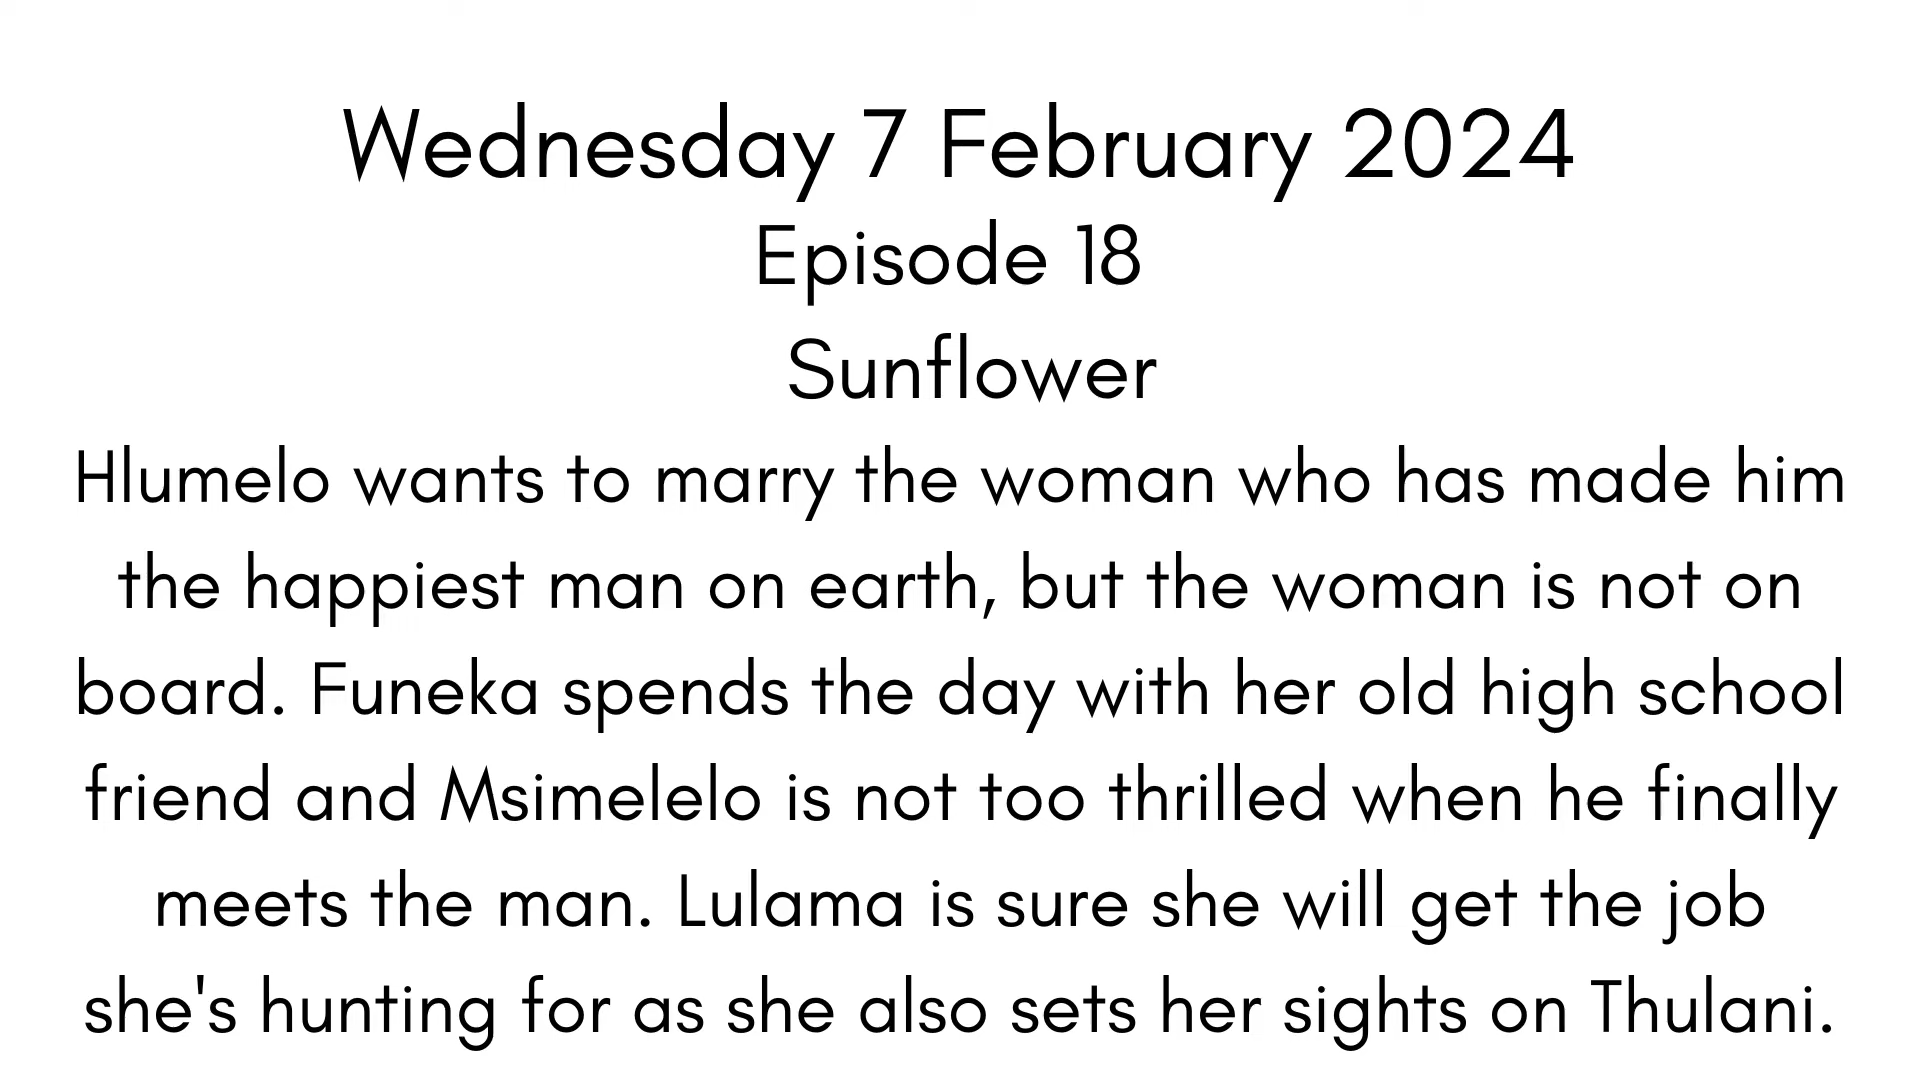 Wednesday 7 February 2024
Episode 18
Sunflower
Hlumelo wants to marry the woman who has made him
the happiest man on earth, but the woman is not on
board. Funeka spends the day with her old high school
friend and Msimelelo is not too thrilled when he finally
meets the man. Lulama is sure she will get the job
she's hunting for as she also sets her sights on Thulani.